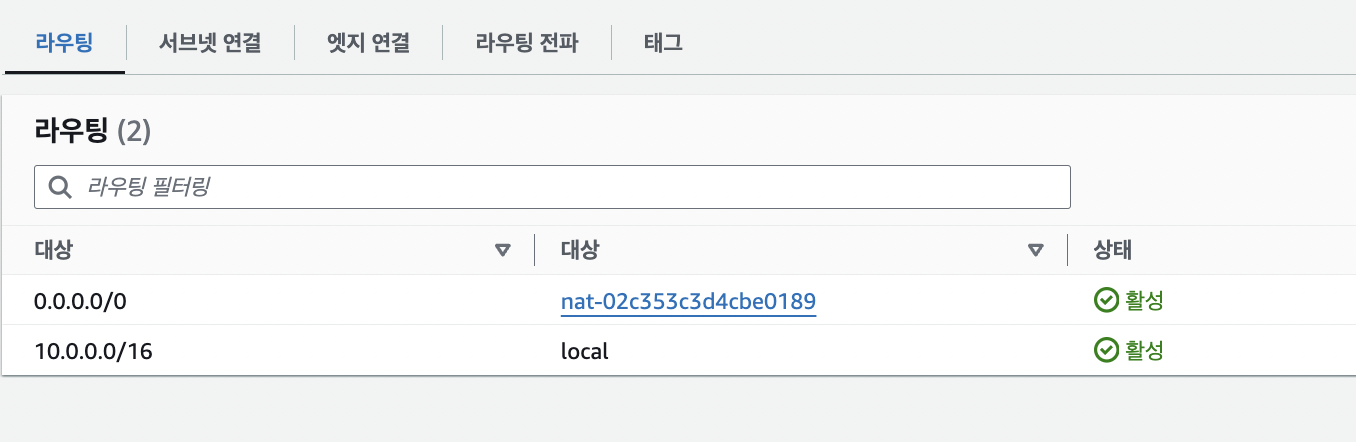 라우팅 서브넷 연결 엣지 연결 라우팅 전파 태그
라우팅 (2)
라우팅 필터링
대상 대상 상태
0.0.0.0/0 nat-02c353c3d4cbe0189 활성
10.0.0.0/16 local 활성